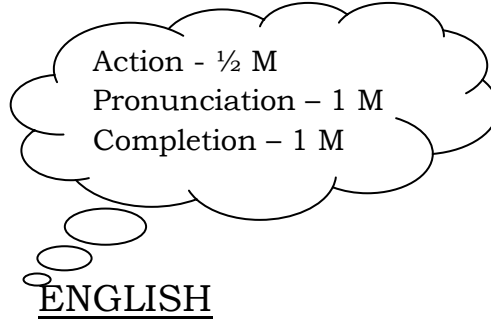 Action - ½ M
Pronunciation – 1 M
Completion – 1 M
ENGLISH